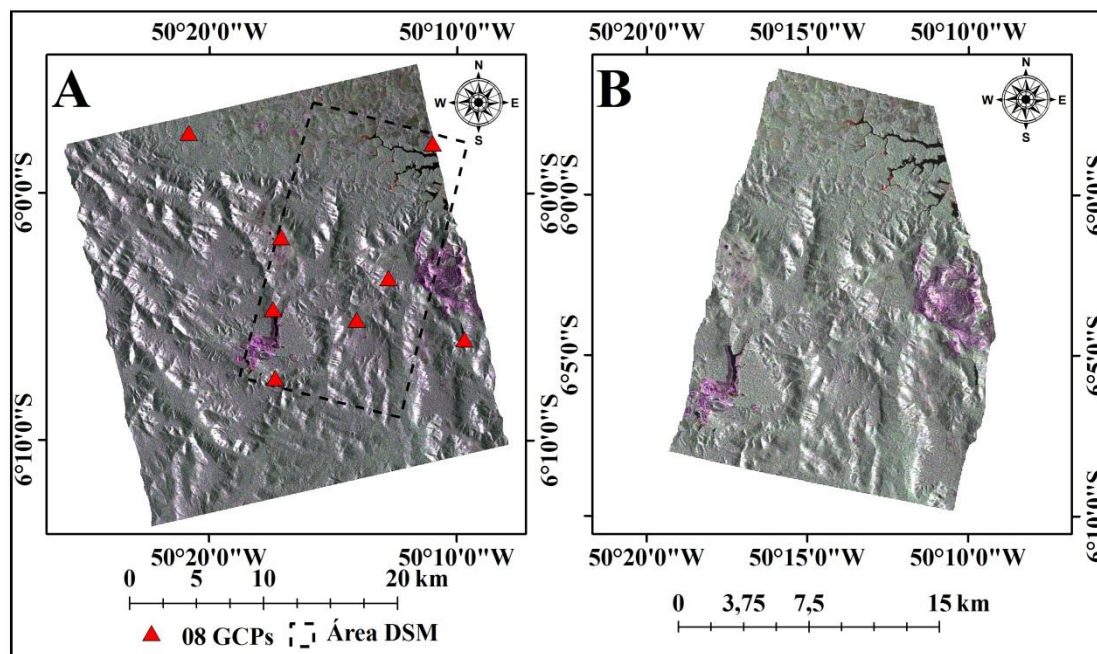 50°20'0"W 50°10'0"W 50°20'0"W 50°15'0"W 50°10'0"W
A
N
W E
S
B
N
W E
S
6°0'0"S
6°10'0"S
6°0'0"S
6°0'0"S
6°5'0"S
6°5'0"S
6°10'0"S
6°10'0"S
50°20'0"W 50°10'0"W 50°20'0"W 50°15'0"W 50°10'0"W
0 5 10 20 km
08 GCPs Área DSM
0 3,75 7,5 15 km